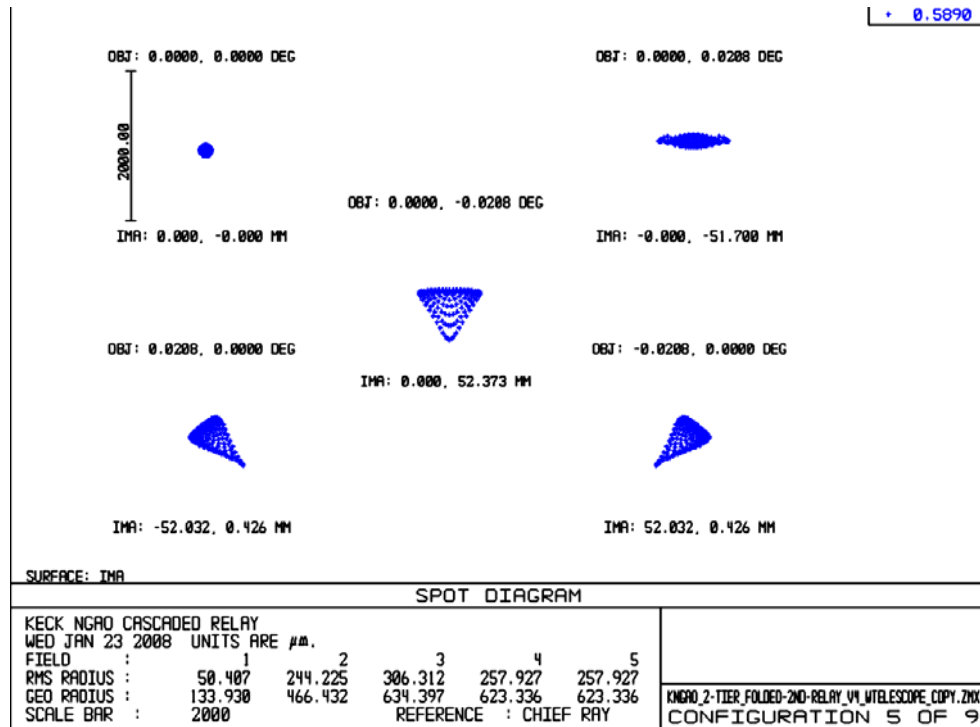 + 0.5890
OBJ: 0.0000, 0.0000 DEG
OBJ: 0.0000, 0.0208 DEG
2000.00
OBJ: 0.0000, -0.0208 DEG
IMA: 0.000, -0.000 MM
IMA: -0.000, -51.700 MM
OBJ: 0.0208, 0.0000 DEG
OBJ: -0.0208, 0.0000 DEG
IMA: 0.000, 52.373 MM
IMA: -52.032, 0.426 MM
IMA: 52.032, 0.426 MM
SURFACE: IMA
SPOT DIAGRAM
KECK NGAO CASCADED RELAY
WED JAN 23 2008 UNITS ARE µm.
FIELD : 1 2 3 4 5
RMS RADIUS : 50.407 244.225 306.312 257.927 257.927
GEO RADIUS : 133.930 466.432 634.397 623.336 623.336
SCALE BAR : 2000 REFERENCE : CHIEF RAY
KNGAO_2-TIER_FOLDED-2ND-RELAY_V4_WTELESCOPE_COPY.ZMX
CONFIGURATION 5 OF 9